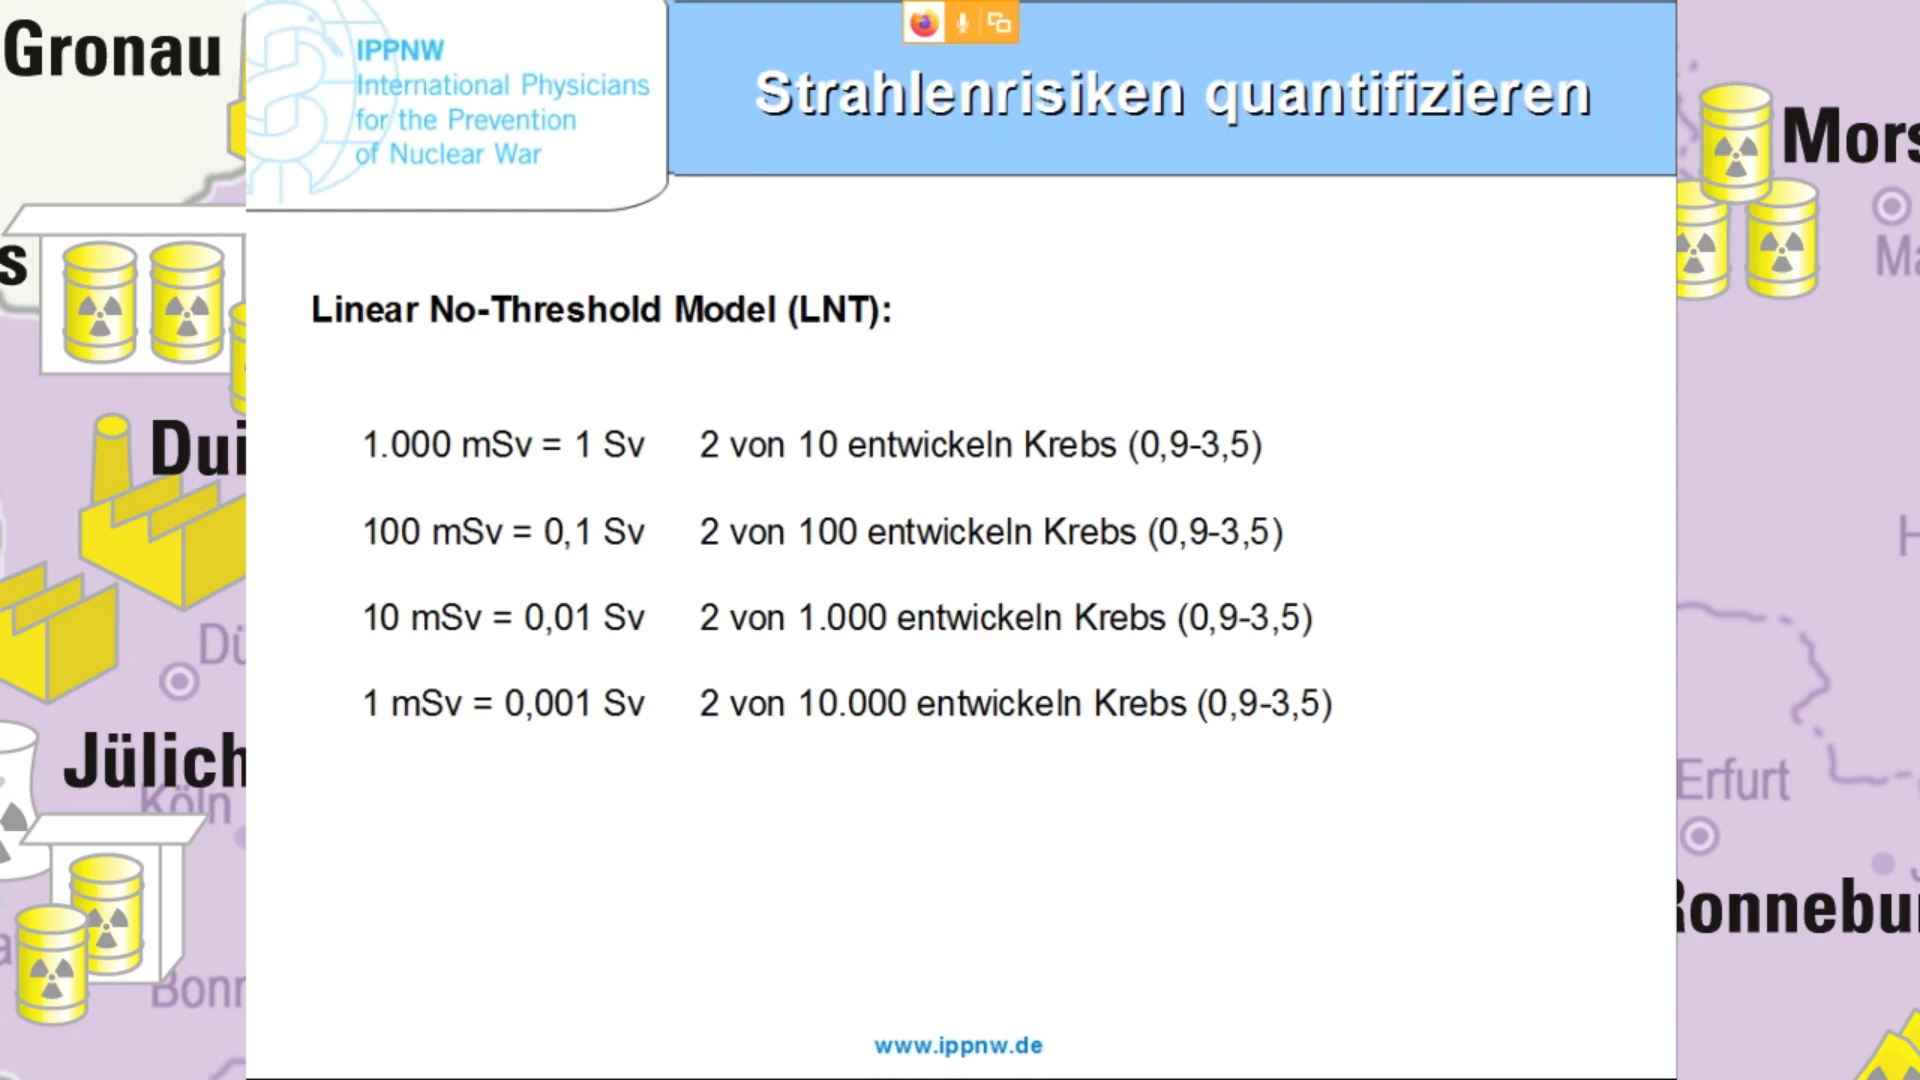 Gronau
IPPNW
International Physicians
for the Prevention
of Nuclear War
Strahlenrisiken quantifizieren
Linear No-Threshold Model (LNT):
1.000 mSv = 1 Sv 2 von 10 entwickeln Krebs (0,9-3,5)
100 mSv = 0,1 Sv 2 von 100 entwickeln Krebs (0,9-3,5)
10 mSv = 0,01 Sv 2 von 1.000 entwickeln Krebs (0,9-3,5)
1 mSv = 0,001 Sv 2 von 10.000 entwickeln Krebs (0,9-3,5)
Jülich
Köln
Erfurt
www.ippnw.de